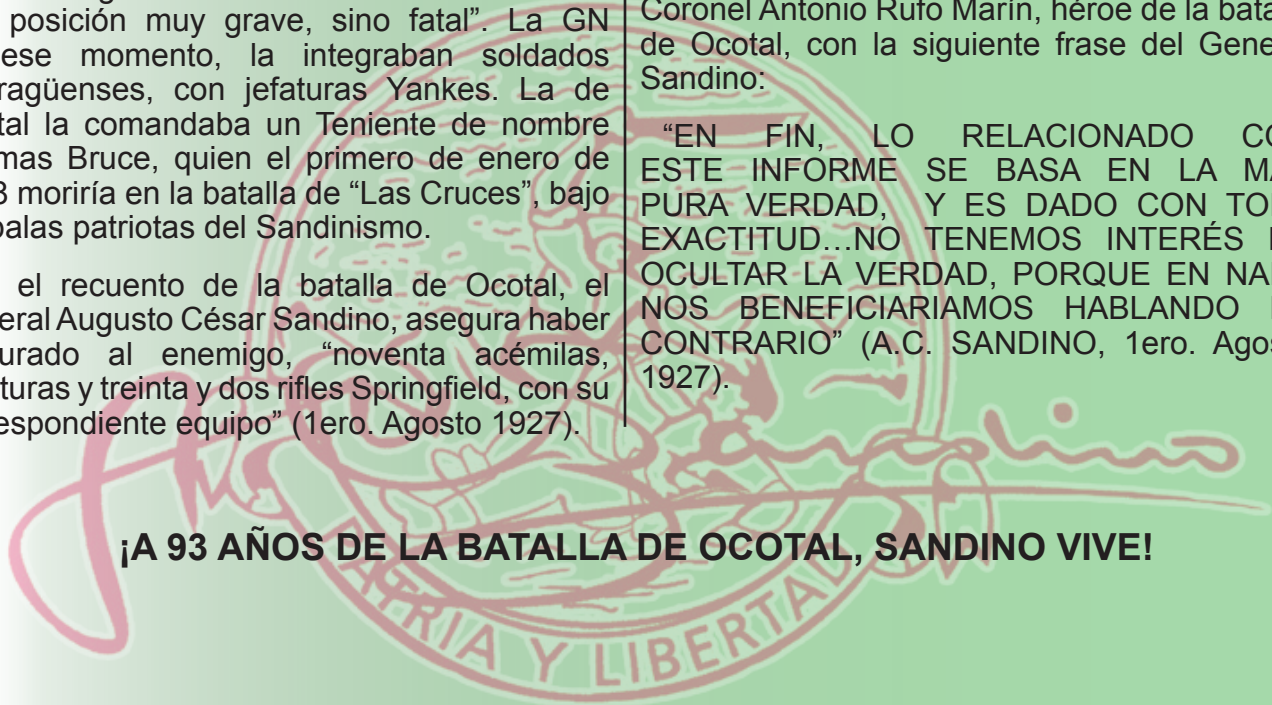 posición muy grave, sino fatal”. La GN
ese momento, la integraban soldados
ragüenses, con jefaturas Yankes. La de
tal la comandaba un Teniente de nombre
mas Bruce, quien el primero de enero de
8 moriría en la batalla de “Las Cruces”, bajo
balas patriotas del Sandinismo.
el recuento de la batalla de Ocotal, el
eral Augusto César Sandino, asegura haber
urado al enemigo, “noventa acémilas,
turas y treinta y dos rifles Springfield, con su
espondiente equipo” (1ero. Agosto 1927).
Coronel Antonio Rufo Marín, héroe de la bata
de Ocotal, con la siguiente frase del Gene
Sandino:
“EN FIN, LO RELACIONADO CO
ESTE INFORME SE BASA EN LA MÁ
PURA VERDAD, Y ES DADO CON TO
EXACTITUD…NO TENEMOS INTERÉS
OCULTAR LA VERDAD, PORQUE EN NA
NOS BENEFICIARIAMOS HABLANDO
CONTRARIO” (A.C. SANDINO, 1ero. Agos
1927).
¡A 93 AÑOS DE LA BATALLA DE OCOTAL, SANDINO VIVE!
PATRIA Y LIBERTAD